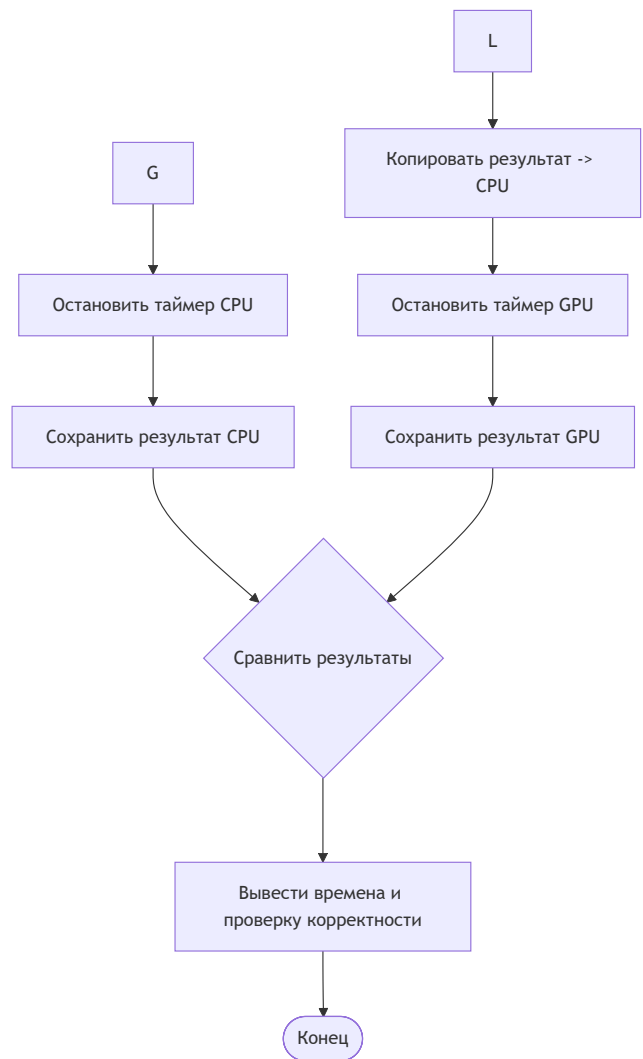 L
Копировать результат ->
CPU
G
Остановить таймер CPU
Остановить таймер GPU
Сохранить результат CPU
Сохранить результат GPU
Сравнить результаты
Вывести времена и
проверку корректности
Конец